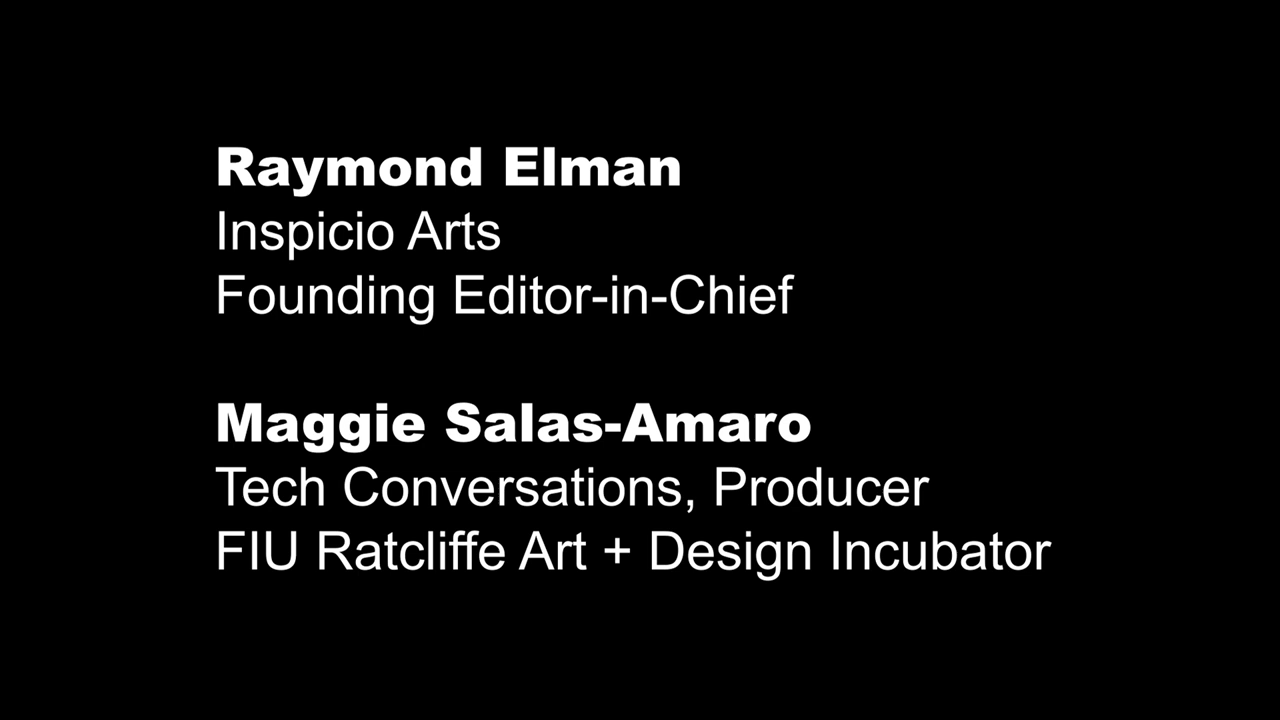 Raymond Elman
Inspicio Arts
Founding Editor-in-Chief
Maggie Salas-Amaro
Tech Conversations, Producer
FIU Ratcliffe Art + Design Incubator